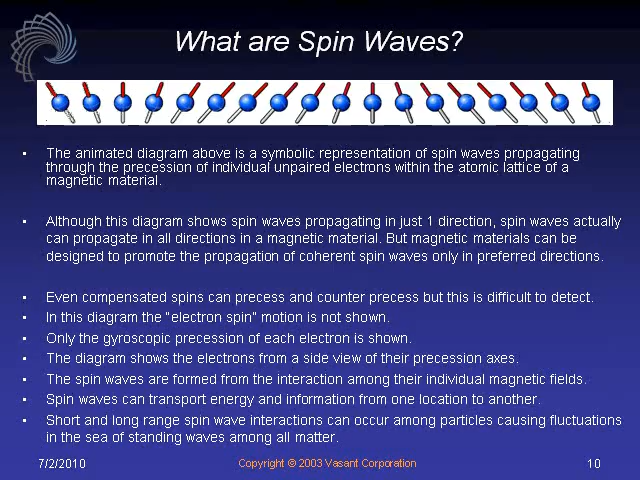 What are Spin Waves?
• The animated diagram above is a symbolic representation of spin waves propagating
through the precession of individual unpaired electrons within the atomic lattice of a
magnetic material.
• Although this diagram shows spin waves propagating in just 1 direction, spin waves actually
can propagate in all directions in a magnetic material. But magnetic materials can be
designed to promote the propagation of coherent spin waves only in preferred directions.
• Even compensated spins can precess and counter precess but this is difficult to detect.
• In this diagram the “electron spin” motion is not shown.
• Only the gyroscopic precession of each electron is shown.
• The diagram shows the electrons from a side view of their precession axes.
• The spin waves are formed from the interaction among their individual magnetic fields.
• Spin waves can transport energy and information from one location to another.
• Short and long range spin wave interactions can occur among particles causing fluctuations
in the sea of standing waves among all matter.
7/2/2010 Copyright © 2003 Vasant Corporation 10